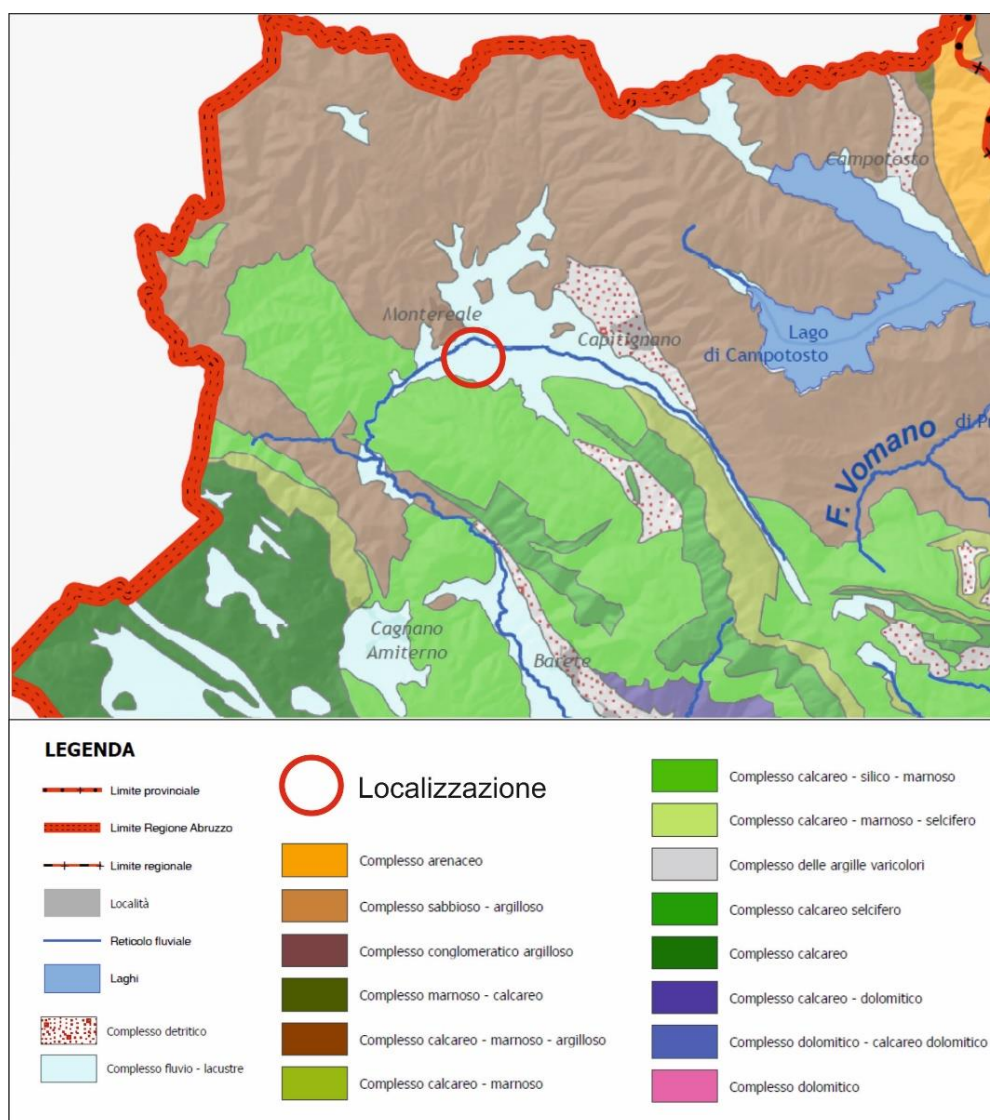 Campotosto
Montereale
Capitignano
Lago
di Campotosto
F. Vomano
Cagnano
Amiterno
Barete
LEGENDA
Limite provinciale
Limite Regione Abruzzo
Limite regionale
Località
Reticolo fluviale
Laghi
Complesso detritico
Complesso fluvio - lacustre
Localizzazione
Complesso arenaceo
Complesso sabbioso - argilloso
Complesso conglomeratico argilloso
Complesso marnoso - calcareo
Complesso calcareo - marnoso - argilloso
Complesso calcareo - marnoso
Complesso calcareo - silico - marnoso
Complesso calcareo - marnoso - selcifero
Complesso delle argille varicolori
Complesso calcareo selcifero
Complesso calcareo
Complesso calcareo - dolomitico
Complesso dolomitico - calcareo dolomitico
Complesso dolomitico